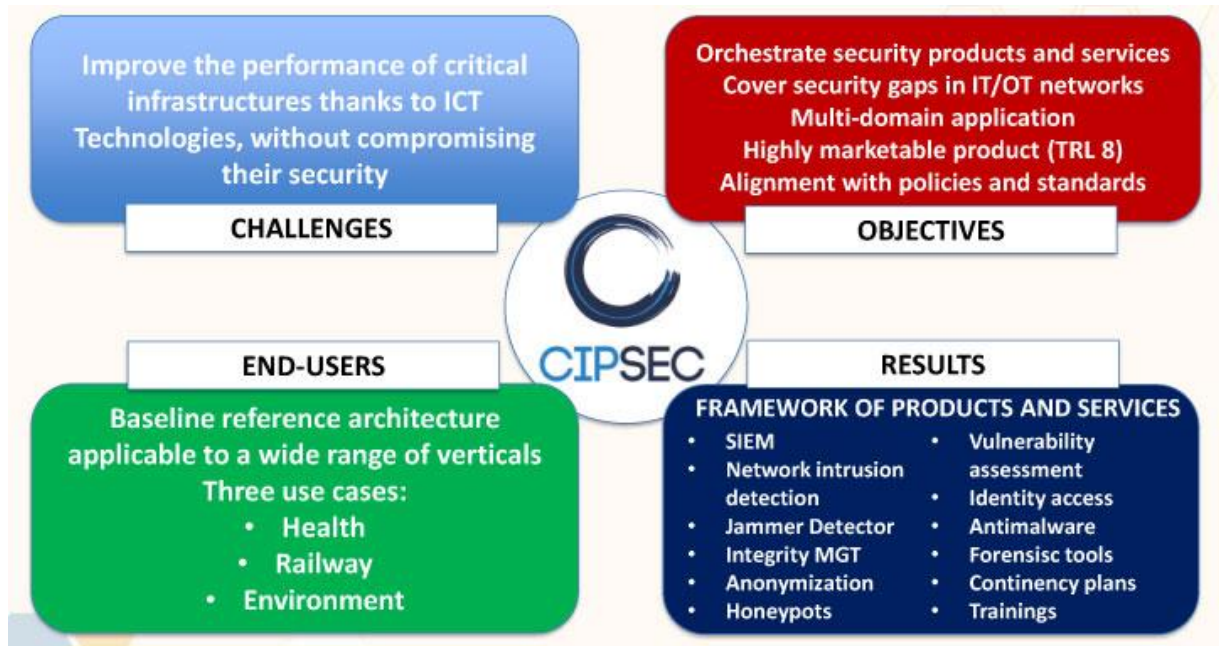 Improve the performance of critical
infrastructures thanks to ICT
Technologies, without compromising
their security
CHALLENGES
Orchestrate security products and services
Cover security gaps in IT/OT networks
Multi-domain application
Highly marketable product (TRL 8)
Alignment with policies and standards
OBJECTIVES
CIPSEC
END-USERS
Baseline reference architecture
applicable to a wide range of verticals
Three use cases:
• Health
• Railway
• Environment
RESULTS
FRAMEWORK OF PRODUCTS AND SERVICES
• SIEM
• Network intrusion
detection
• Jammer Detector
• Integrity MGT
• Anonymization
• Honeypots
• Vulnerability
assessment
• Identity access
• Antimalware
• Forensisc tools
• Continency plans
• Trainings